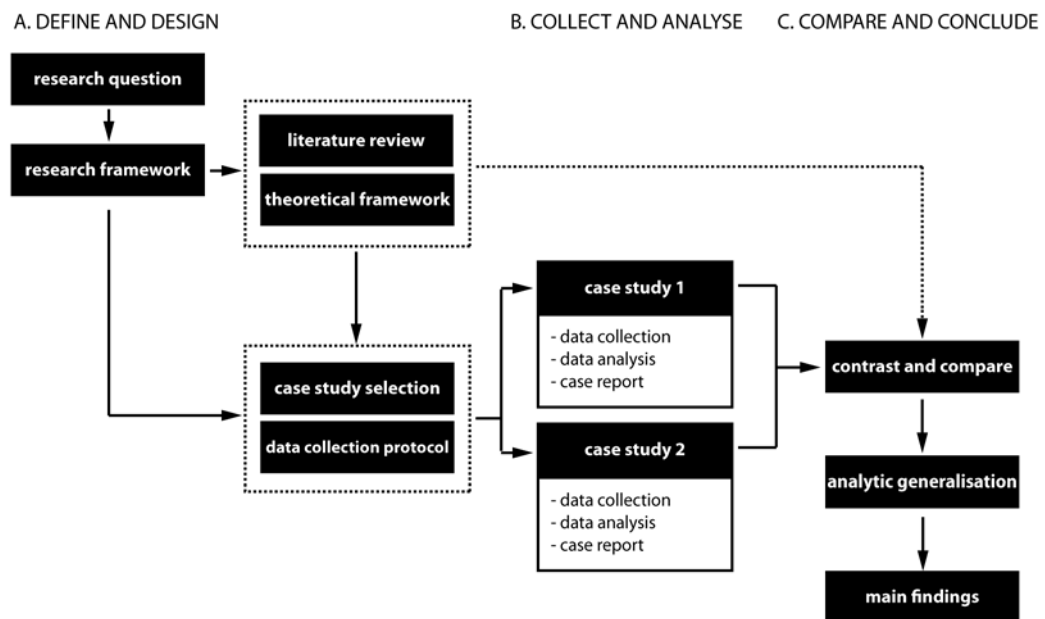 A. DEFINE AND DESIGN
B. COLLECT AND ANALYSE
C. COMPARE AND CONCLUDE
research question
research framework
literature review
theoretical framework
case study selection
data collection protocol
case study 1
- data collection
- data analysis
- case report
case study 2
- data collection
- data analysis
- case report
contrast and compare
analytic generalisation
main findings